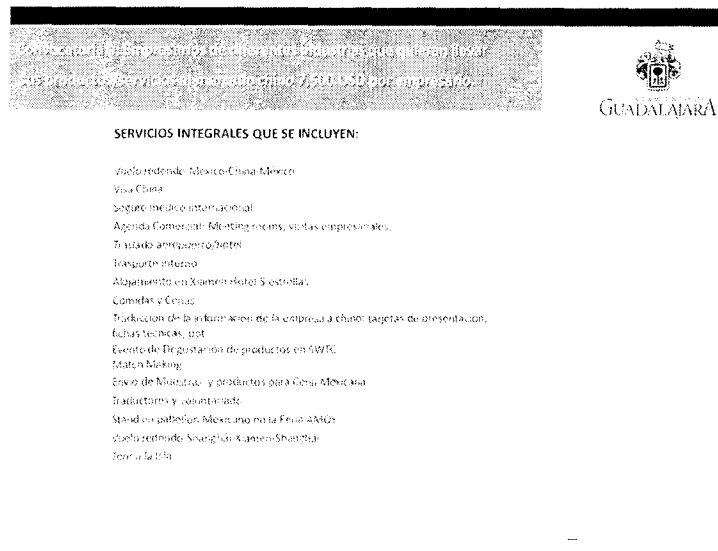 Empresarios de diferentes industrias que quieran llevar
sus productos/servicios al mercado chino 7,500 USD por empresario.
GUADALAJARA
SERVICIOS INTEGRALES QUE SE INCLUYEN:
Vuelo redondo Mexico-China-México
Visa China
Seguro médico internacional
Agenda Comercial: Meeting rooms, visitas empresariales.
Traslado aeropuerto/hotel
Trasporte interno
Alojamiento en Xiamen Hotel 5 estrellas
Comidas y Cenas
Traducción de la información de la empresa a chino: tarjetas de presentación,
fichas técnicas, ppt
Evento de Degustación de productos en SWTC
Match Making
Envio de Muestras y productos para Cena Mexicana
Traductores y voluntariado
Stand en pabellón Mexicano en la Feria
Vuelo redondo Shanghái-Xiamen-Shanghái
Tour a la Isla